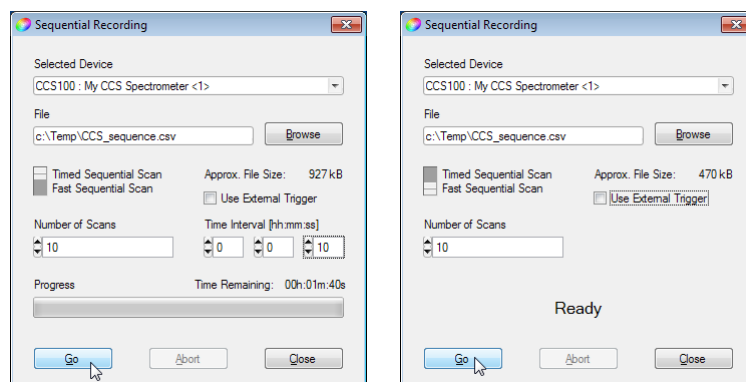 Sequential Recording
Selected Device
CCS100 : My CCS Spectrometer <1>
File
c:\Temp\CCS_sequence.csv Browse
Timed Sequential Scan Approx. File Size: 927 kB
Fast Sequential Scan Use External Trigger
Number of Scans Time Interval [hh:mm:ss]
10 0 0 10
Progress Time Remaining: 00h:01m:40s
Go Abort Close
Sequential Recording
Selected Device
CCS100 : My CCS Spectrometer <1>
File
c:\Temp\CCS_sequence.csv Browse
Timed Sequential Scan Approx. File Size: 470 kB
Fast Sequential Scan Use External Trigger
Number of Scans
10
Ready
Go Abort Close